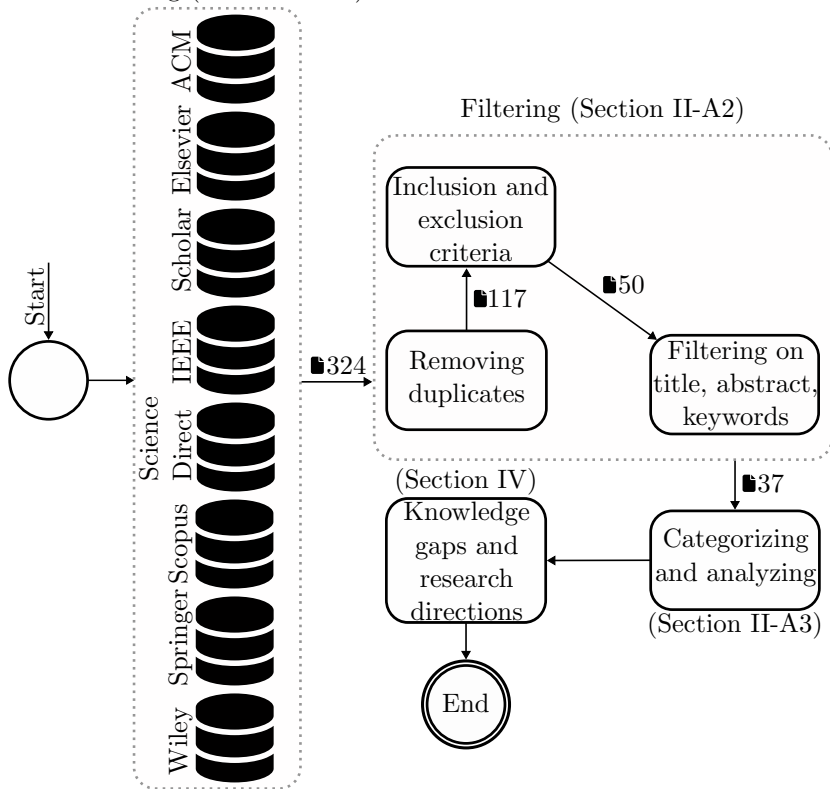 ACM
Elsevier
Scholar
IEEE
Science
Direct
Scopus
Springer
Wiley
Start
324
Filtering (Section II-A2)
Inclusion and
exclusion
criteria
117
50
Removing
duplicates
Filtering on
title, abstract,
keywords
37
(Section IV)
Knowledge
gaps and
research
directions
Categorizing
and analyzing
(Section II-A3)
End